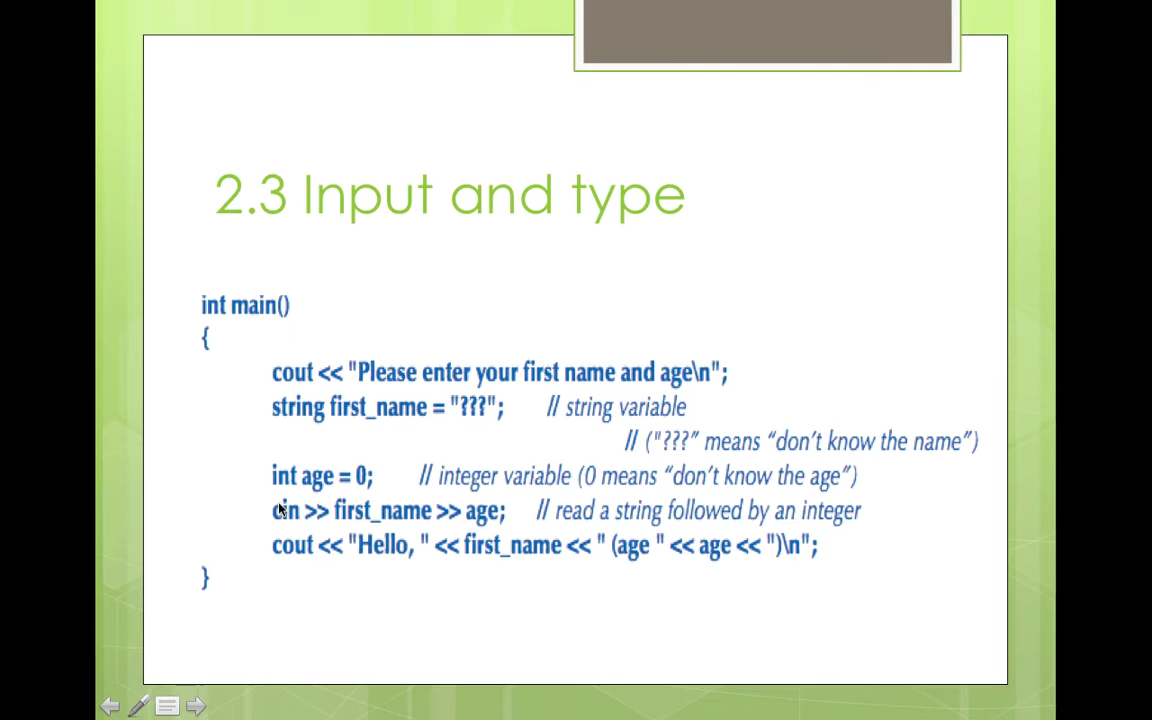 2.3 Input and type
int main()
{
cout << "Please enter your first name and age\n";
string first_name = "???"; // string variable
// ("???” means “don’t know the name”)
int age = 0; // integer variable (0 means “don’t know the age”)
cin >> first_name >> age; // read a string followed by an integer
cout << "Hello, " << first_name << " (age " << age << ")\n";
}